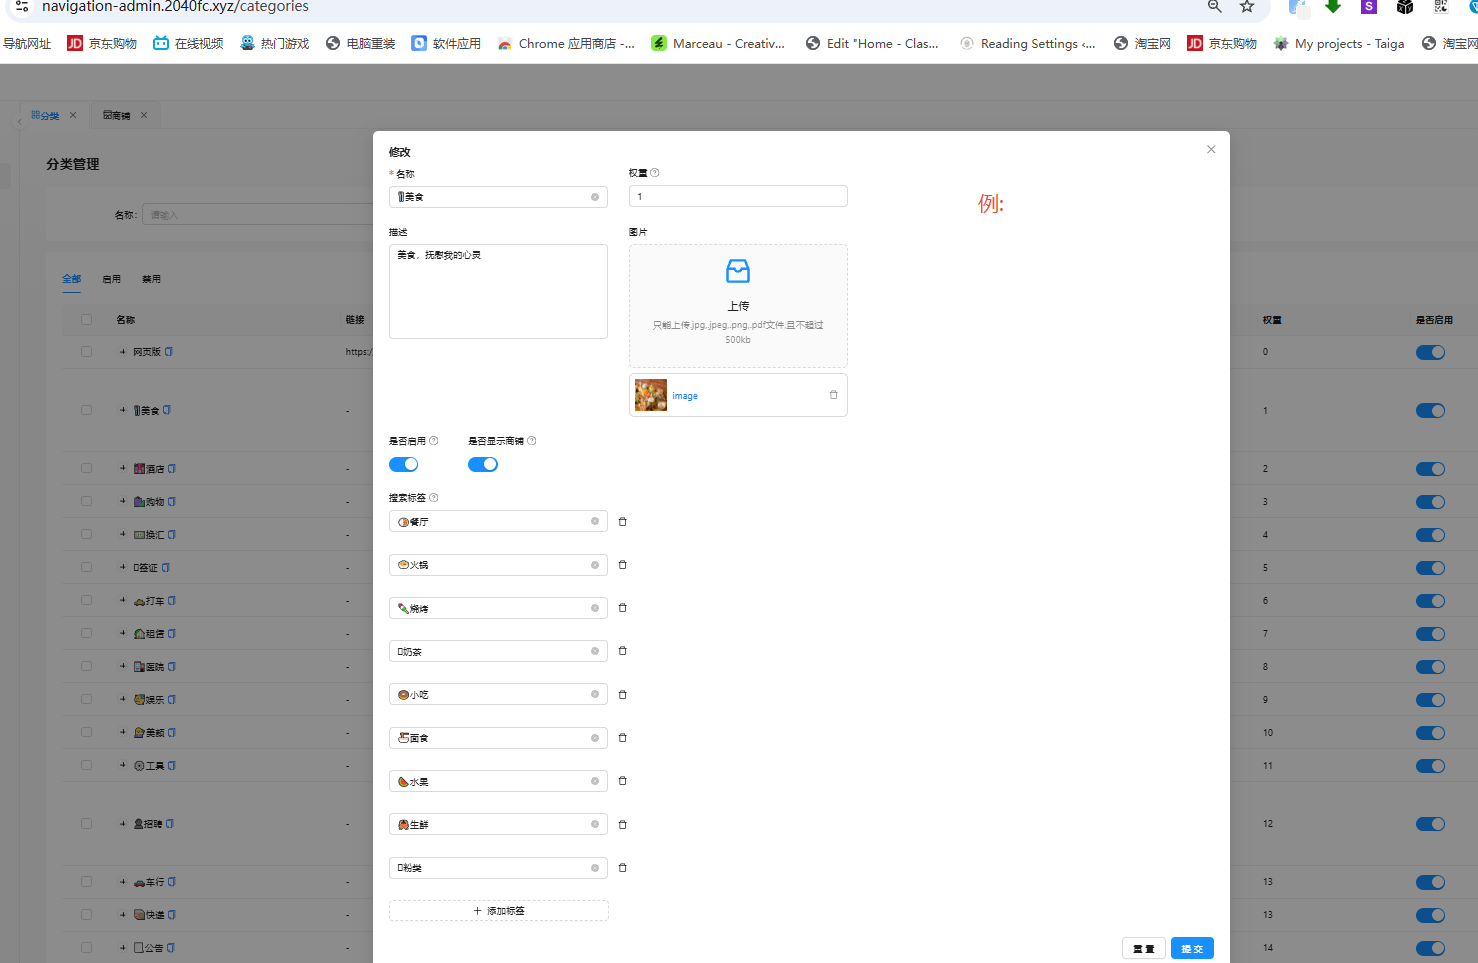 navigation-admin.2040fc.xyz/categories
导航网址 京东购物 在线视频 热门游戏 电脑重装 软件应用 Chrome 应用商店 -... Marceau - Creativ... Edit "Home - Clas... Reading Settings ‹... 淘宝网 京东购物 My projects - Taiga 淘宝网
分类 商铺
分类管理
名称: 请输入
全部 启用 禁用
名称 链接 权重 是否启用
网页版 https:/ 0
美食 - 1
酒店 - 2
购物 - 3
换汇 - 4
签证 - 5
打车 - 6
租赁 - 7
医院 - 8
娱乐 - 9
美颜 - 10
工具 - 11
招聘 - 12
车行 - 13
快递 - 13
公告 - 14
修改
* 名称 权重
美食 1
例:
描述 图片
美食，抚慰我的心灵
上传
只能上传.jpg,.jpeg,.png,.pdf文件,且不超过
500kb
image
是否启用 是否显示商铺
搜索标签
餐厅
火锅
烧烤
奶茶
小吃
面食
水果
生鲜
粉类
+ 添加标签
重 置 提 交